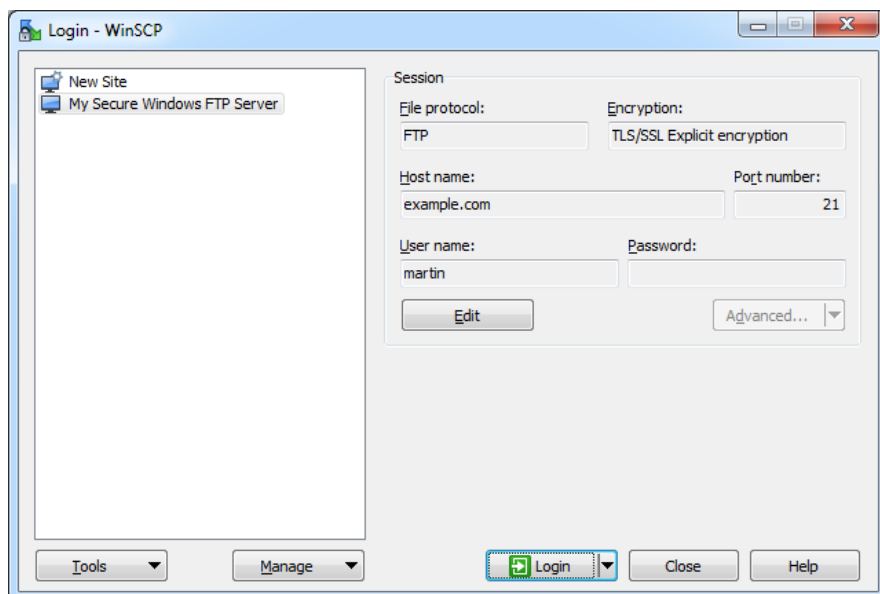 Login - WinSCP
New Site
My Secure Windows FTP Server
Session
File protocol:
Encryption:
FTP
TLS/SSL Explicit encryption
Host name:
Port number:
example.com
21
User name:
Password:
martin
Edit
Advanced...
Tools
Manage
Login
Close
Help